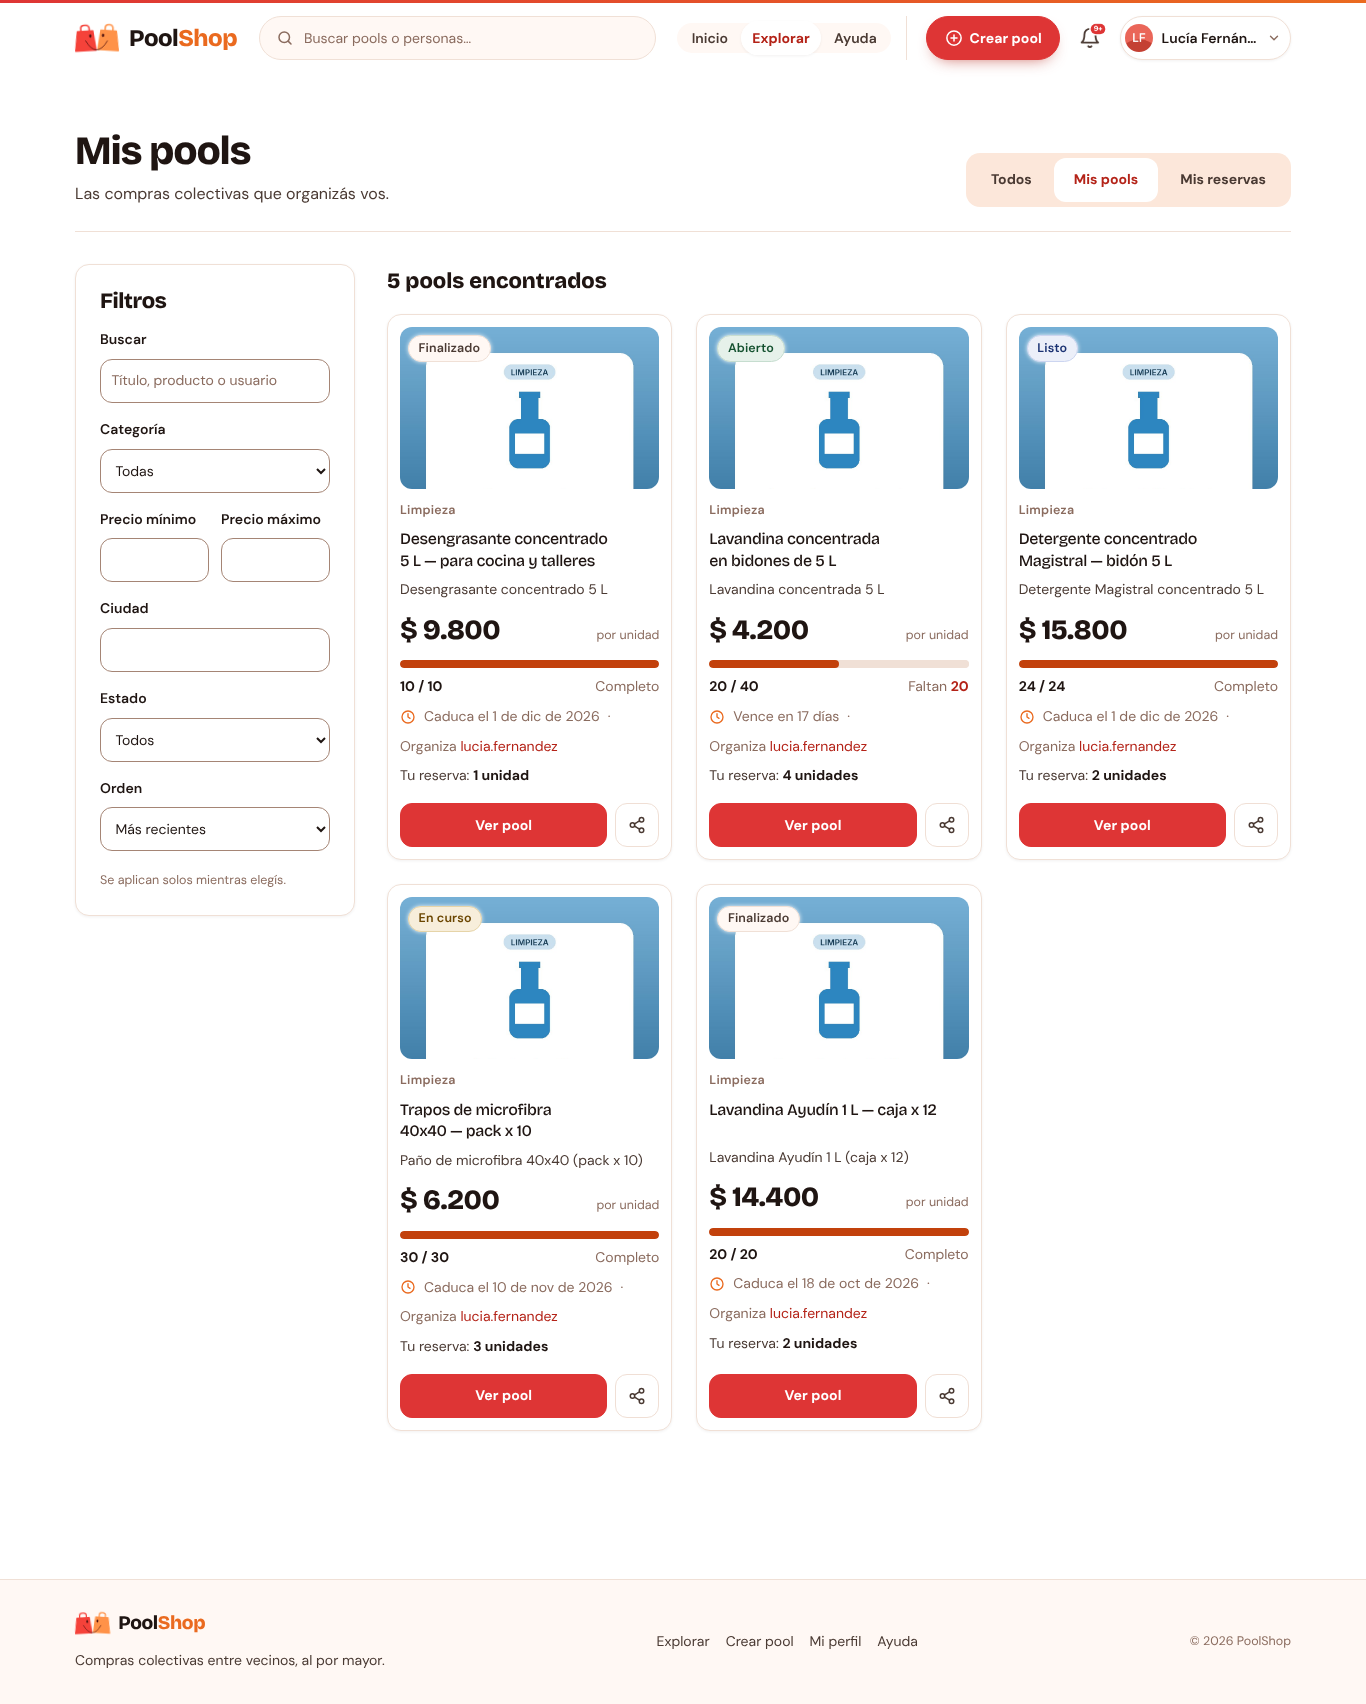 PoolShop
Buscar pools o personas...
Inicio
Explorar
Ayuda
Crear pool
9+
LF
Lucía Fernán...
Mis pools
Las compras colectivas que organizás vos.
Todos
Mis pools
Mis reservas
Filtros
Buscar
Título, producto o usuario
Categoría
Todas
Precio mínimo
Precio máximo
Ciudad
Estado
Todos
Orden
Más recientes
Se aplican solos mientras elegís.
5 pools encontrados
Finalizado
LIMPIEZA
Limpieza
Desengrasante concentrado
5 L — para cocina y talleres
Desengrasante concentrado 5 L
$ 9.800
por unidad
10 / 10
Completo
Caduca el 1 de dic de 2026 ·
Organiza lucia.fernandez
Tu reserva: 1 unidad
Ver pool
Abierto
LIMPIEZA
Limpieza
Lavandina concentrada
en bidones de 5 L
Lavandina concentrada 5 L
$ 4.200
por unidad
20 / 40
Faltan 20
Vence en 17 días ·
Organiza lucia.fernandez
Tu reserva: 4 unidades
Ver pool
Listo
LIMPIEZA
Limpieza
Detergente concentrado
Magistral — bidón 5 L
Detergente Magistral concentrado 5 L
$ 15.800
por unidad
24 / 24
Completo
Caduca el 1 de dic de 2026 ·
Organiza lucia.fernandez
Tu reserva: 2 unidades
Ver pool
En curso
LIMPIEZA
Limpieza
Trapos de microfibra
40x40 — pack x 10
Paño de microfibra 40x40 (pack x 10)
$ 6.200
por unidad
30 / 30
Completo
Caduca el 10 de nov de 2026 ·
Organiza lucia.fernandez
Tu reserva: 3 unidades
Ver pool
Finalizado
LIMPIEZA
Limpieza
Lavandina Ayudín 1 L — caja x 12
Lavandina Ayudín 1 L (caja x 12)
$ 14.400
por unidad
20 / 20
Completo
Caduca el 18 de oct de 2026 ·
Organiza lucia.fernandez
Tu reserva: 2 unidades
Ver pool
PoolShop
Compras colectivas entre vecinos, al por mayor.
Explorar
Crear pool
Mi perfil
Ayuda
© 2026 PoolShop